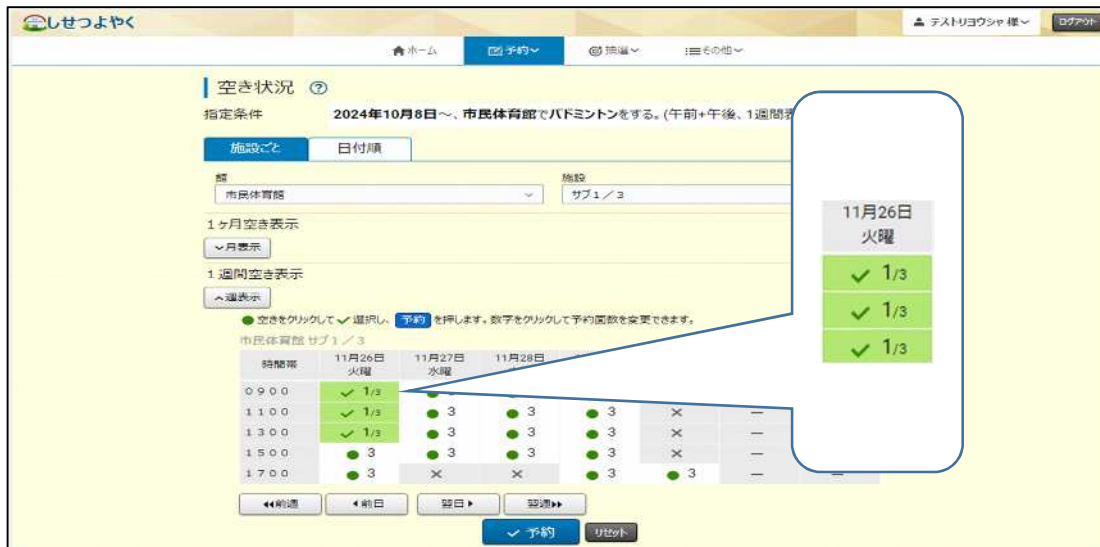 しせつよやく
テストリヨウシャ 様
ログアウト
ホーム 予約 抽選 その他
空き状況 ?
指定条件 2024年10月8日~、市民体育館でバドミントンをする。(午前+午後、1週間表
施設ごと 日付順
館 施設
市民体育館 サブ1/3
1ヶ月空き表示
月表示
1週間空き表示
週表示
空きをクリックして✓選択し、予約を押します。数字をクリックして予約面数を変更できます。
市民体育館 サブ1/3
時間帯 11月26日 火曜 11月27日 水曜 11月28日
0900 ✓ 1/3
1100 ✓ 1/3 ● 3 ● 3 ● 3 × —
1300 ✓ 1/3 ● 3 ● 3 ● 3 × —
1500 ● 3 ● 3 ● 3 ● 3 × —
1700 ● 3 × × ● 3 ● 3 — —
前週 前日 翌日 翌週
✓ 予約 リセット
11月26日
火曜
✓ 1/3
✓ 1/3
✓ 1/3